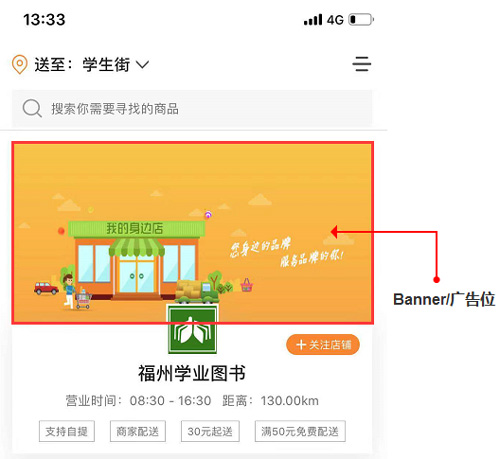 13:33
4G
送至：学生街
搜索你需要寻找的商品
我的身边店
您身边的品牌
服务品牌的你!
Banner/广告位
+关注店铺
福州学业图书
营业时间：08:30 - 16:30 距离：130.00km
支持自提
商家配送
30元起送
满50元免费配送